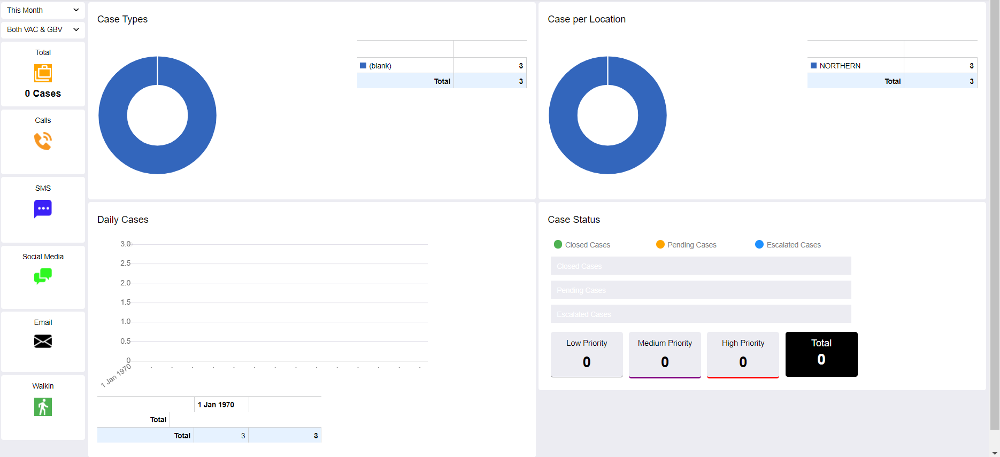 This Month
Both VAC & GBV
Total
0 Cases
Calls
SMS
Social Media
Email
Walkin
Case Types
(blank) 3
Total 3
Case per Location
NORTHERN 3
Total 3
Daily Cases
3.0
2.5
2.0
1.5
1.0
0.5
0
1 Jan 1970
1 Jan 1970
Total
Total 3 3
Case Status
Closed Cases Pending Cases Escalated Cases
Closed Cases
Pending Cases
Escalated Cases
Low Priority Medium Priority High Priority Total
0 0 0 0